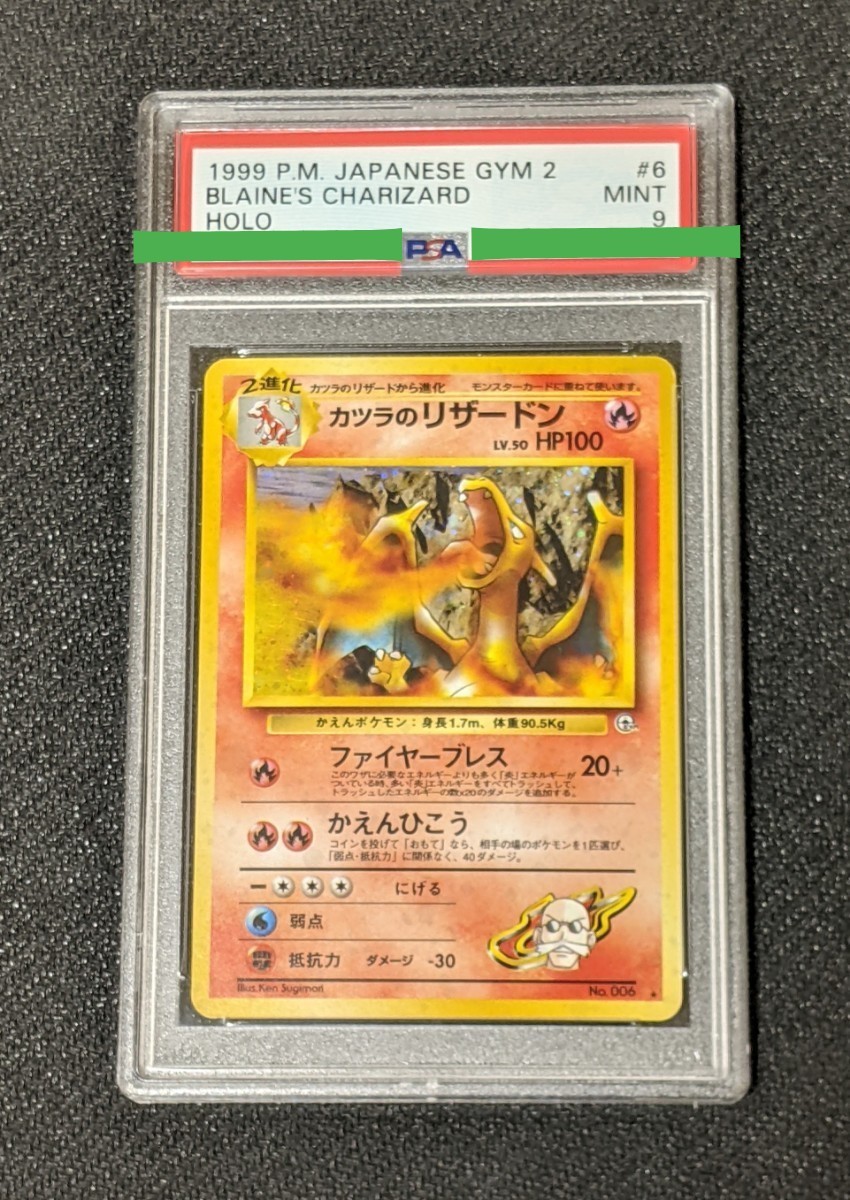 1999 P.M. JAPANESE GYM 2 #6
BLAINE'S CHARIZARD MINT
HOLO 9
PSA
2進化 カツラのリザードから進化 モンスターカードに重ねて使います。
カツラのリザードン
LV.50 HP100
かえんポケモン:身長1.7m、体重90.5Kg
ファイヤーブレス 20+
このワザに必要なエネルギーよりも多く「炎」エネルギーが
ついている時、多い「炎」エネルギーをすべてトラッシュして、
トラッシュしたエネルギーの数×20のダメージを追加する。
かえんひこう
コインを投げて「おもて」なら、相手の場のポケモンを1匹選び、
「弱点・抵抗力」に関係なく、40ダメージ。
にげる
弱点
抵抗力 ダメージ -30
Illus.Ken Sugimori No. 006